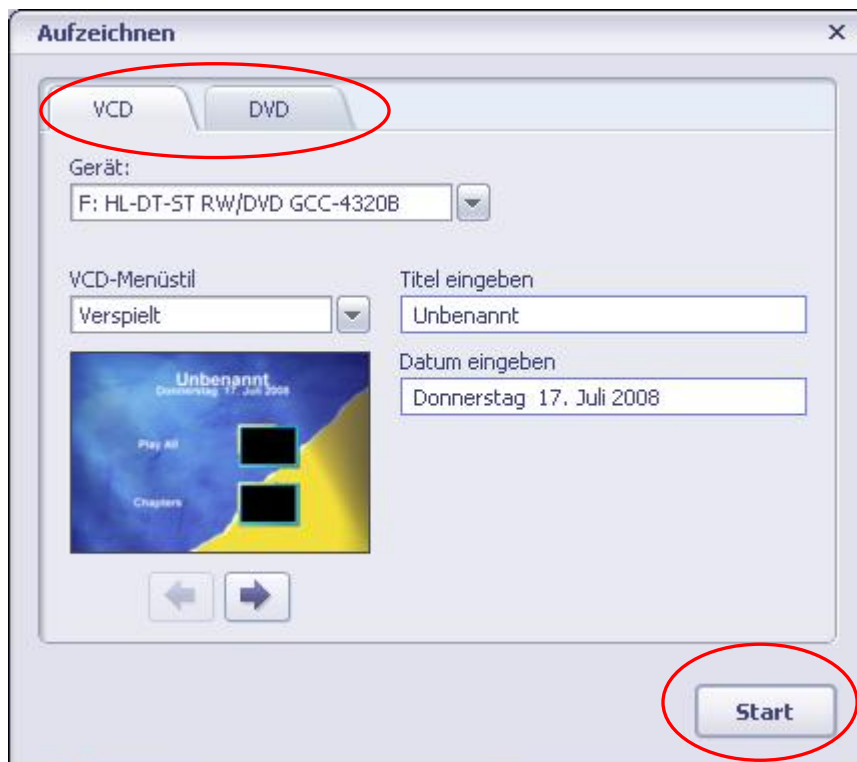 Aufzeichnen
VCD DVD
Gerät:
F: HL-DT-ST RW/DVD GCC-4320B
VCD-Menüstil
Verspielt
Titel eingeben
Unbenannt
Datum eingeben
Donnerstag 17. Juli 2008
Unbenannt
Donnerstag 17. Juli 2008
Play All
Chapters
Start